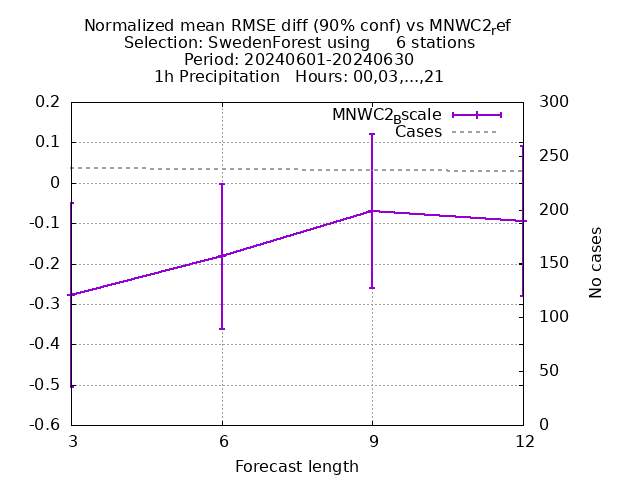 Normalized mean RMSE diff (90% conf) vs MNWC2_ref
Selection: SwedenForest using     6 stations
Period: 20240601-20240630
1h Precipitation   Hours: 00,03,...,21
MNWC2_Bscale
Cases
0.2
0.1
0
-0.1
-0.2
-0.3
-0.4
-0.5
-0.6
300
250
200
150
100
50
0
No cases
3
6
9
12
Forecast length